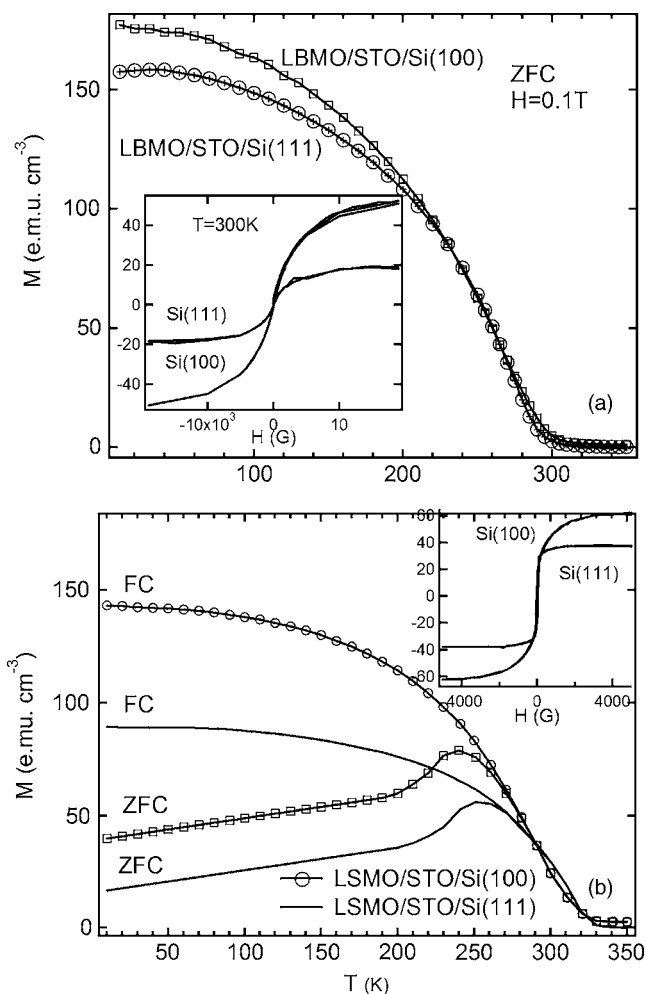 150
100
50
0
M (e.m.u. cm-3)
LBMO/STO/Si(100)
ZFC
H=0.1T
LBMO/STO/Si(111)
40
20
0
-20
-40
T=300K
Si(111)
Si(100)
-10x10³ 0 10
H (G)
(a)
100 200 300
150
100
50
0
M (e.mu. cm-3)
FC
FC
ZFC
ZFC
60
40
20
0
-20
-40
-60
Si(100)
Si(111)
-4000 0 4000
H (G)
LSMO/STO/Si(100)
LSMO/STO/Si(111)
(b)
50 100 150 200 250 300 350
T (K)